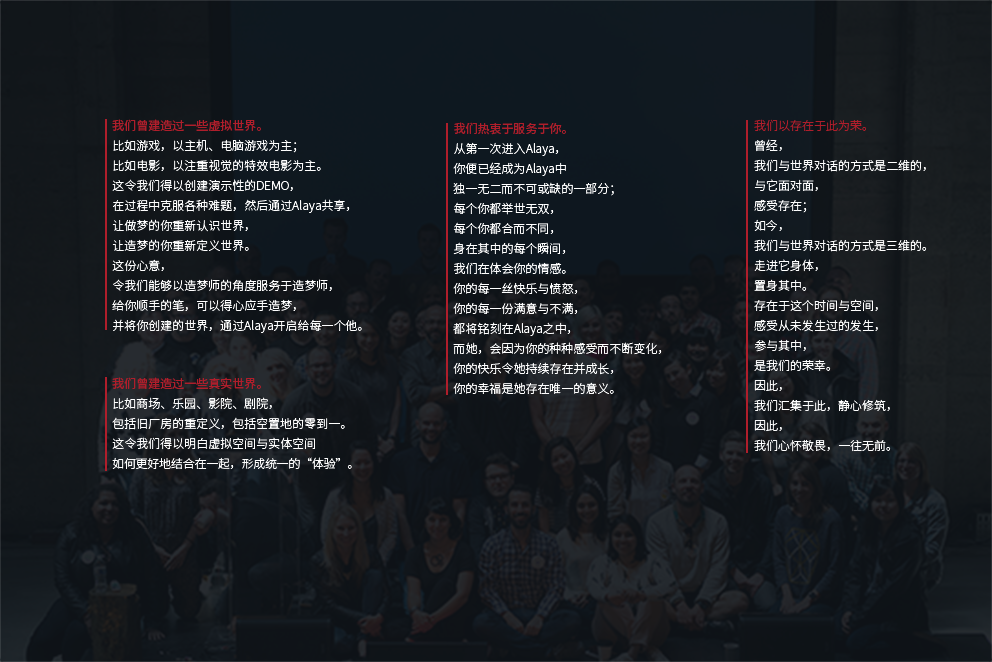 我们曾建造过一些虚拟世界。
比如游戏，以主机、电脑游戏为主；
比如电影，以注重视觉的特效电影为主。
这令我们得以创建演示性的DEMO，
在过程中克服各种难题，然后通过Alaya共享，
让做梦的你重新认识世界，
让造梦的你重新定义世界。
这份心意，
令我们能够以造梦师的角度服务于造梦师，
给你顺手的笔，可以得心应手造梦，
并将你创建的世界，通过Alaya开启给每一个他。
我们曾建造过一些真实世界。
比如商场、乐园、影院、剧院，
包括旧厂房的重定义，包括空置地的零到一。
这令我们得以明白虚拟空间与实体空间
如何更好地结合在一起，形成统一的“体验”。
我们热衷于服务于你。
从第一次进入Alaya，
你便已经成为Alaya中
独一无二而不可或缺的一部分；
每个你都举世无双，
每个你都合而不同，
身在其中的每个瞬间，
我们在体会你的情感。
你的每一丝快乐与愤怒，
你的每一份满意与不满，
都将铭刻在Alaya之中，
而她，会因为你的种种感受而不断变化，
你的快乐令她持续存在并成长，
你的幸福是她存在唯一的意义。
我们以存在于此为荣。
曾经，
我们与世界对话的方式是二维的，
与它面对面，
感受存在；
如今，
我们与世界对话的方式是三维的。
走进它身体，
置身其中。
存在于这个时间与空间，
感受从未发生过的发生，
参与其中，
是我们的荣幸。
因此，
我们汇集于此，静心修筑，
因此，
我们心怀敬畏，一往无前。